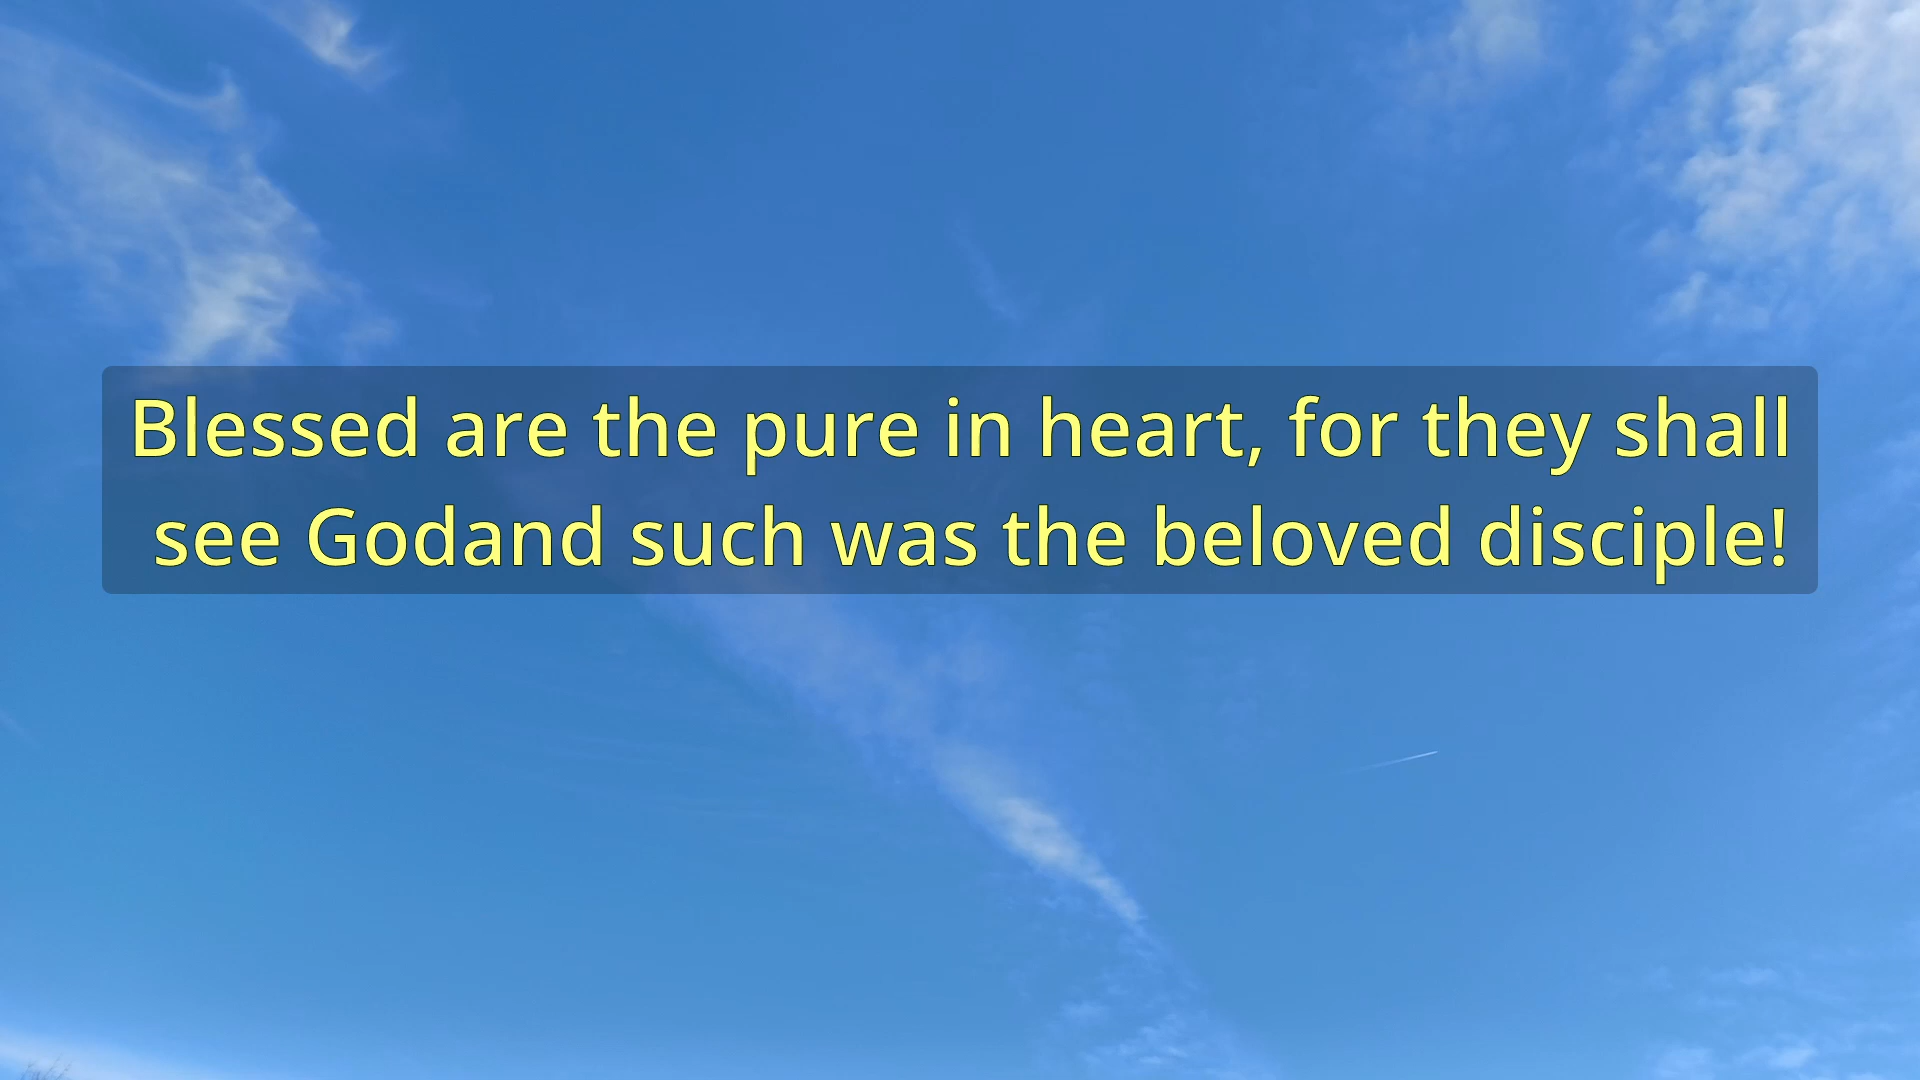 Blessed are the pure in heart, for they shall
see Godand such was the beloved disciple!